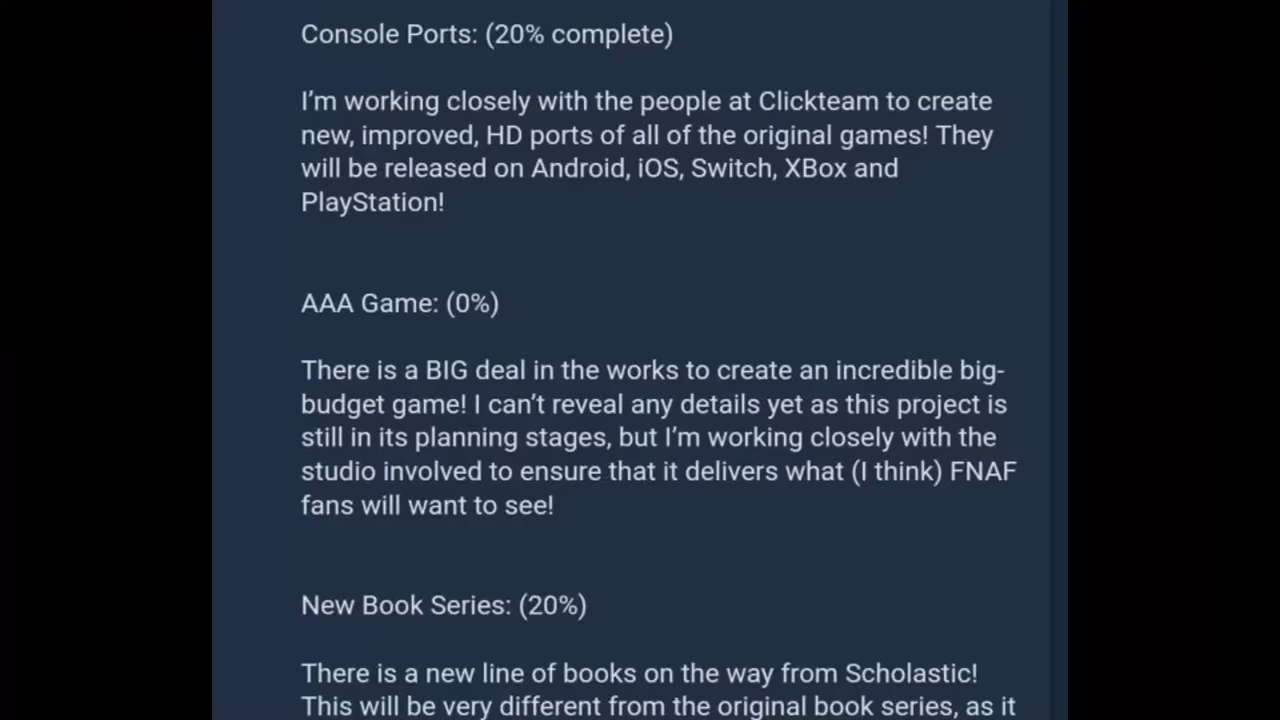 Console Ports: (20% complete)
I’m working closely with the people at Clickteam to create
new, improved, HD ports of all of the original games! They
will be released on Android, iOS, Switch, XBox and
PlayStation!
AAA Game: (0%)
There is a BIG deal in the works to create an incredible big-
budget game! I can’t reveal any details yet as this project is
still in its planning stages, but I’m working closely with the
studio involved to ensure that it delivers what (I think) FNAF
fans will want to see!
New Book Series: (20%)
There is a new line of books on the way from Scholastic!
This will be very different from the original book series, as it